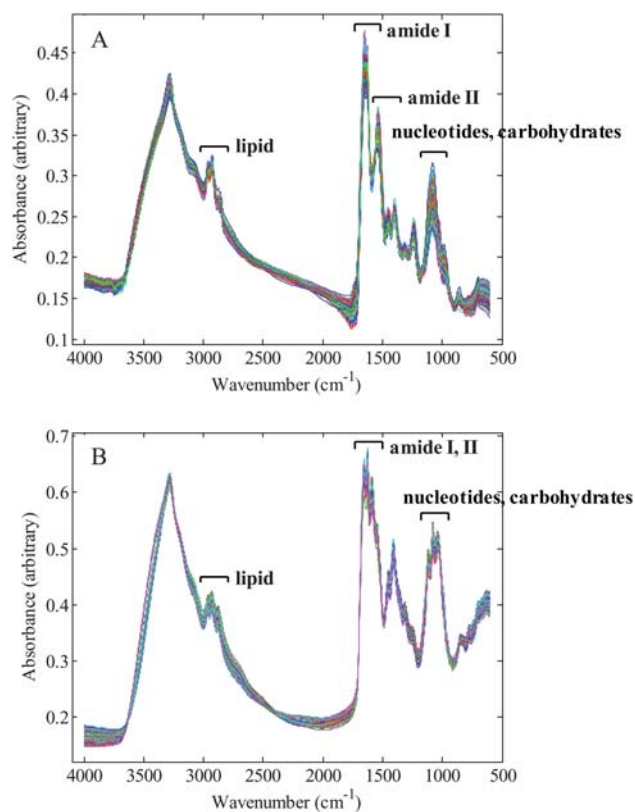 A
amide I
amide II
nucleotides, carbohydrates
lipid
Absorbance (arbitrary)
0.45
0.4
0.35
0.3
0.25
0.2
0.15
0.1
4000 3500 3000 2500 2000 1500 1000 500
Wavenumber (cm⁻¹)
B
amide I, II
nucleotides, carbohydrates
lipid
Absorbance (arbitrary)
0.7
0.6
0.5
0.4
0.3
0.2
4000 3500 3000 2500 2000 1500 1000 500
Wavenumber (cm⁻¹)